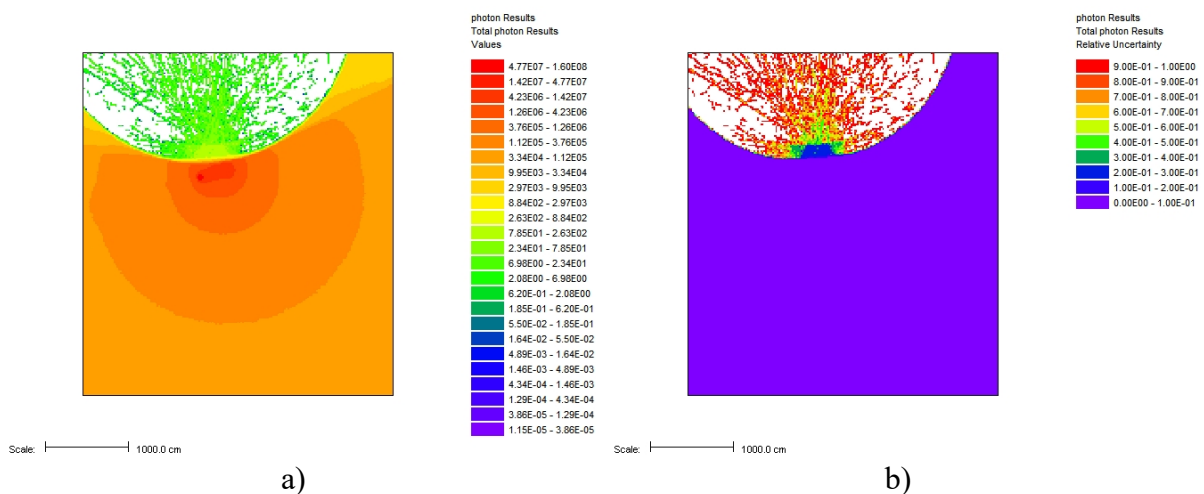 photon Results
Total photon Results
Values
4.77E07 - 1.60E08
1.42E07 - 4.77E07
4.23E06 - 1.42E07
1.26E06 - 4.23E06
3.76E05 - 1.26E06
1.12E05 - 3.76E05
3.34E04 - 1.12E05
9.95E03 - 3.34E04
2.97E03 - 9.95E03
8.84E02 - 2.97E03
2.63E02 - 8.84E02
7.85E01 - 2.63E02
2.34E01 - 7.85E01
6.98E00 - 2.34E01
2.08E00 - 6.98E00
6.20E-01 - 2.08E00
1.85E-01 - 6.20E-01
5.50E-02 - 1.85E-01
1.64E-02 - 5.50E-02
4.89E-03 - 1.64E-02
1.46E-03 - 4.89E-03
4.34E-04 - 1.46E-03
1.29E-04 - 4.34E-04
3.86E-05 - 1.29E-04
1.15E-05 - 3.86E-05
Scale: 1000.0 cm
a)
photon Results
Total photon Results
Relative Uncertainty
9.00E-01 - 1.00E00
8.00E-01 - 9.00E-01
7.00E-01 - 8.00E-01
6.00E-01 - 7.00E-01
5.00E-01 - 6.00E-01
4.00E-01 - 5.00E-01
3.00E-01 - 4.00E-01
2.00E-01 - 3.00E-01
1.00E-01 - 2.00E-01
0.00E00 - 1.00E-01
Scale: 1000.0 cm
b)